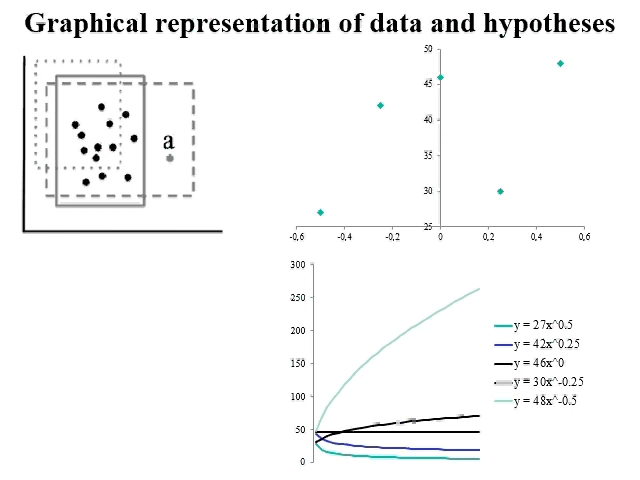 Graphical representation of data and hypotheses
a
50
45
40
35
30
25
-0,6 -0,4 -0,2 0 0,2 0,4 0,6
300
250
200
150
100
50
0
y = 27x^0.5
y = 42x^0.25
y = 46x^0
y = 30x^-0.25
y = 48x^-0.5